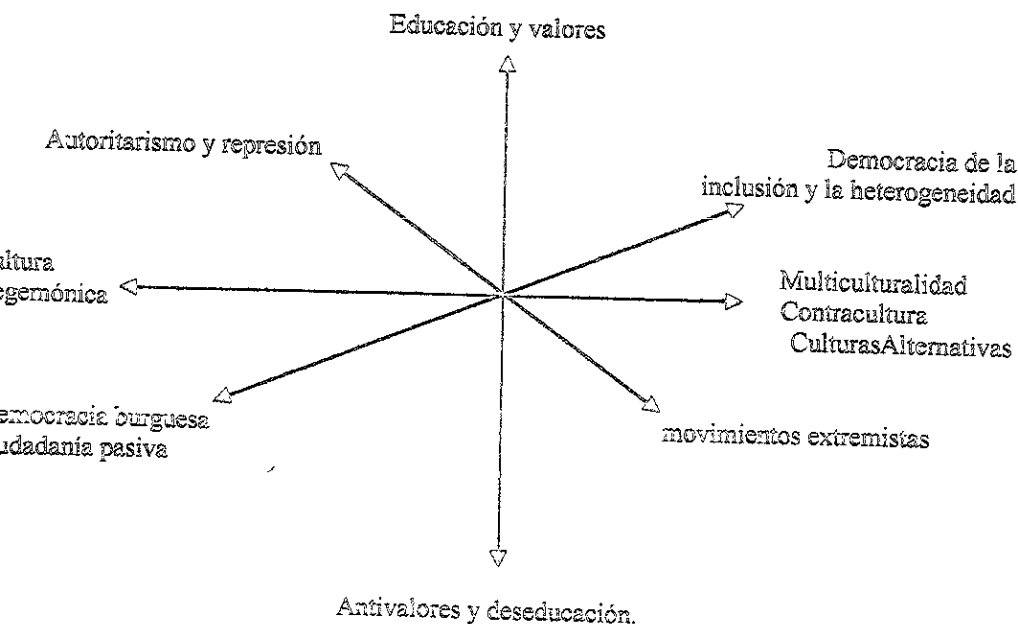 Educación y valores
Autoritarismo y represión
Democracia de la
inclusión y la heterogeneidad
ultura
egemónica
Multiculturalidad
Contracultura
CulturasAlternativas
emocracia burguesa
udadanía pasiva
movimientos extremistas
Antivalores y deseducación.